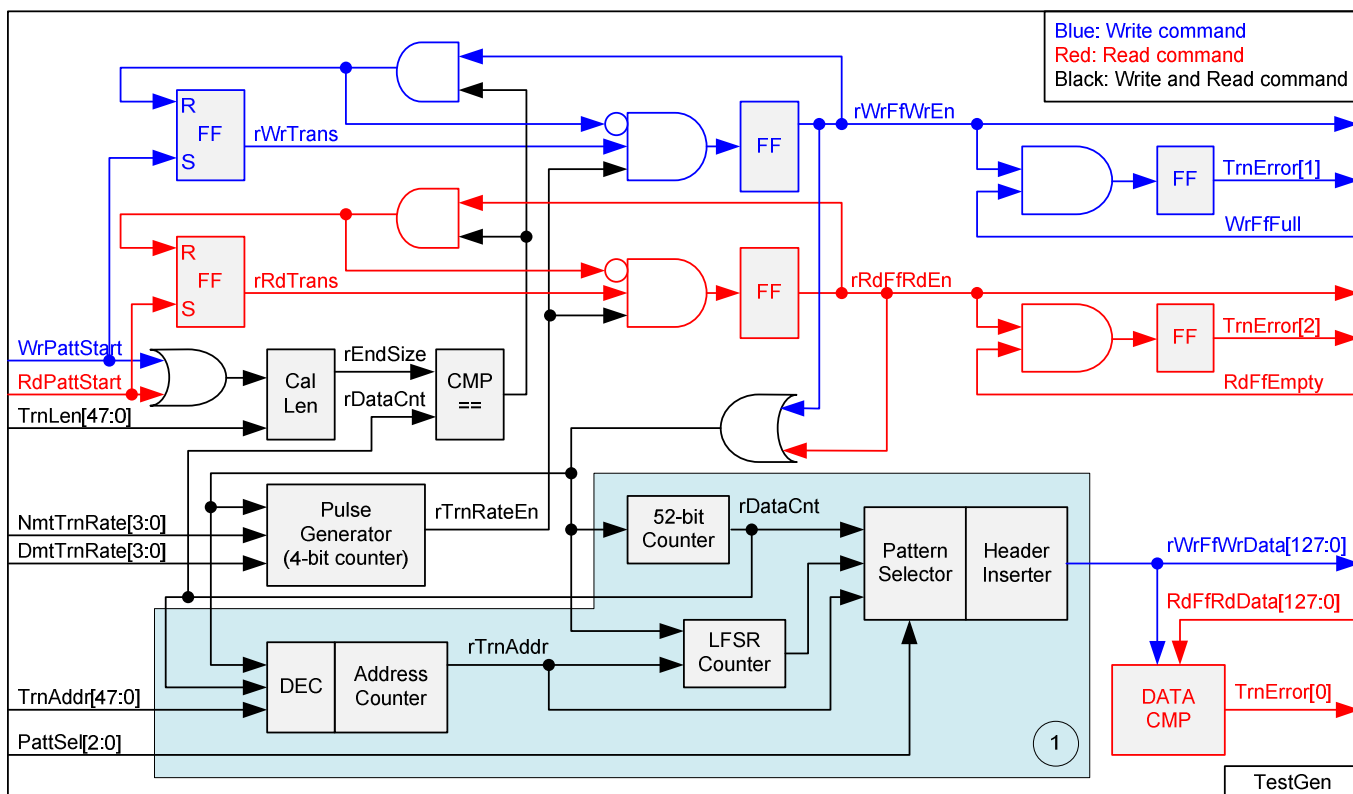 Blue: Write command
Red: Read command
Black: Write and Read command
R
FF
S
rWrTrans
FF
rWrFfWrEn
FF
TrnError[1]
WrFfFull
R
FF
S
rRdTrans
FF
rRdFfRdEn
FF
TrnError[2]
RdFfEmpty
WrPattStart
RdPattStart
TrnLen[47:0]
Cal
Len
rEndSize
rDataCnt
CMP
==
NmtTrnRate[3:0]
DmtTrnRate[3:0]
Pulse
Generator
(4-bit counter)
rTrnRateEn
52-bit
Counter
rDataCnt
Pattern
Selector
Header
Inserter
rWrFfWrData[127:0]
RdFfRdData[127:0]
LFSR
Counter
rTrnAddr
DEC
Address
Counter
TrnAddr[47:0]
PattSel[2:0]
DATA
CMP
TrnError[0]
1
TestGen